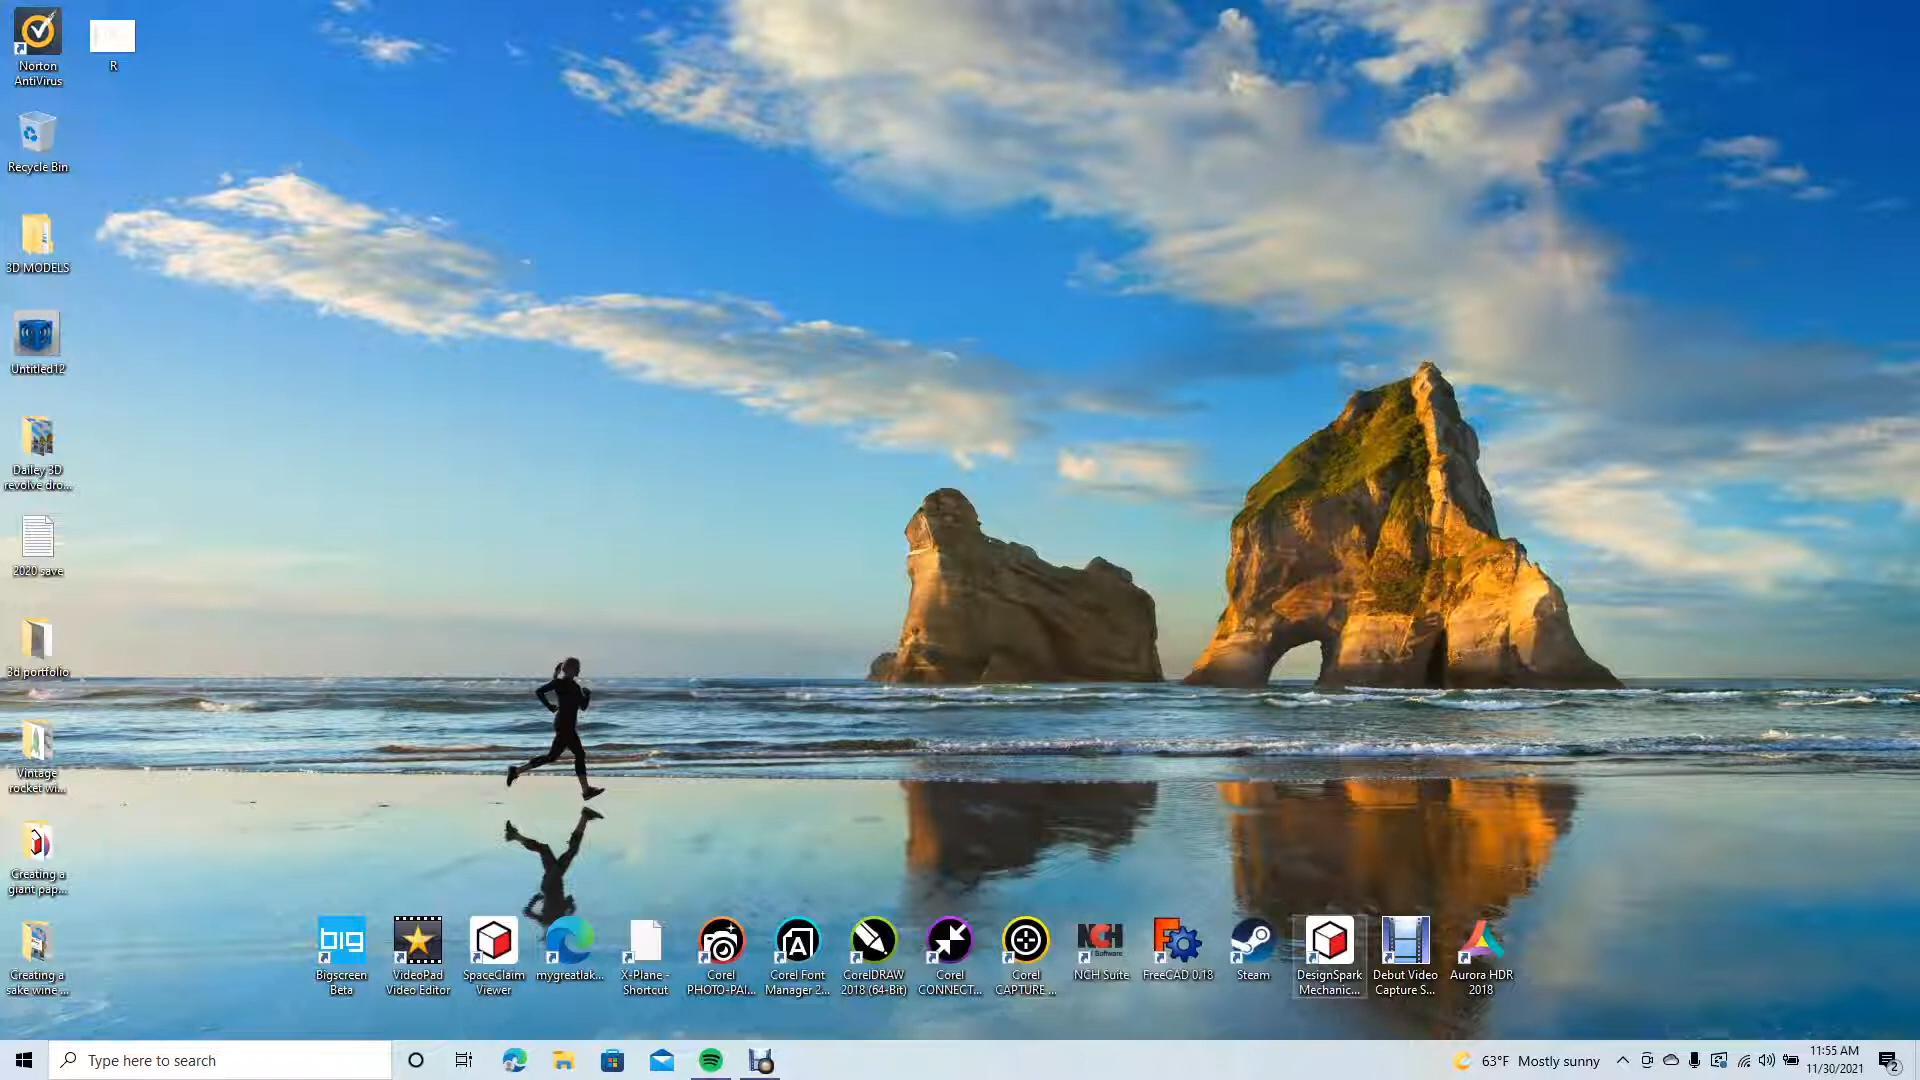 Norton
AntiVirus
R
Recycle Bin
3D MODELS
Untitled12
Dailey 3D
revolve dro...
2020 save
3d portfolio
Vintage
rocket wi...
Creating a
giant pap...
Creating a
sake wine ...
big
Bigscreen
Beta
VideoPad
Video Editor
SpaceClaim
Viewer
mygreatlak...
X-Plane -
Shortcut
Corel
PHOTO-PAI...
A
Corel Font
Manager 2...
CorelDRAW
2018 (64-Bit)
Corel
CONNECT...
Corel
CAPTURE ...
NCH
Software
NCH Suite
FreeCAD 0.18
Steam
DesignSpark
Mechanic...
Debut Video
Capture S...
Aurora HDR
2018
Type here to search
63°F Mostly sunny
11:55 AM
11/30/2021
2